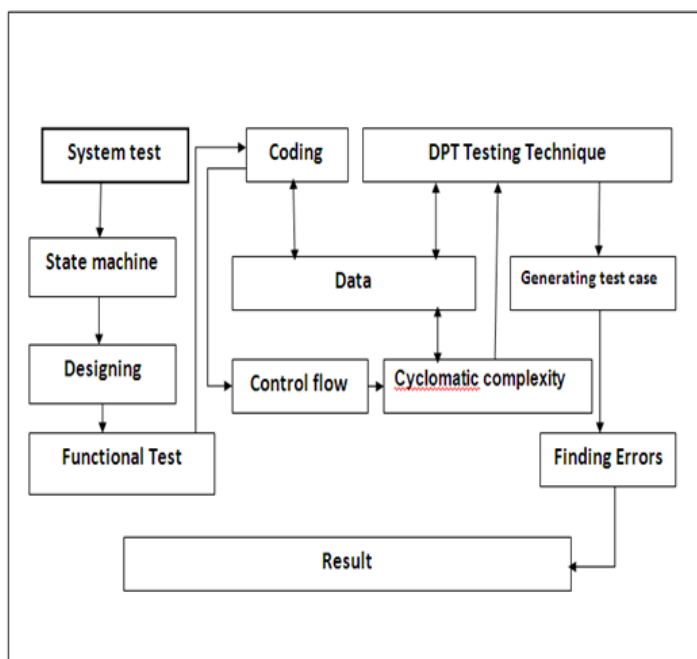 System test
Coding
DPT Testing Technique
State machine
Data
Generating test case
Designing
Control flow
Cyclomatic complexity
Functional Test
Finding Errors
Result